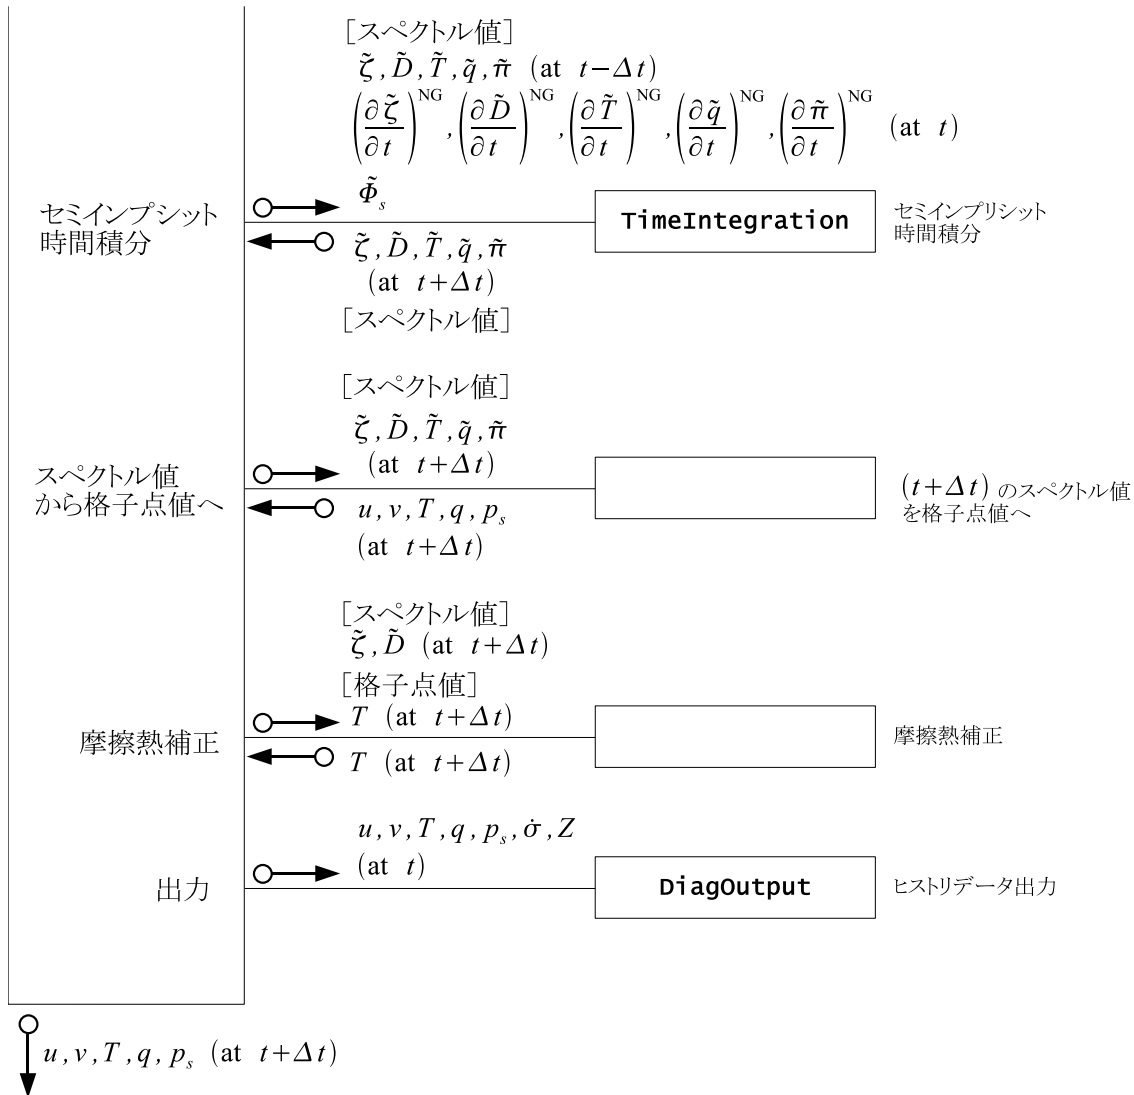 [スペクトル値]
ζ̃, D̃, T̃, q̃, π̃ (at t−Δt)
(∂ζ̃/∂t)^NG, (∂D̃/∂t)^NG, (∂T̃/∂t)^NG, (∂q̃/∂t)^NG, (∂π̃/∂t)^NG (at t)
Φ̃_s
セミインプシット
時間積分
TimeIntegration
セミインプリシット
時間積分
ζ̃, D̃, T̃, q̃, π̃
(at t+Δt)
[スペクトル値]
[スペクトル値]
ζ̃, D̃, T̃, q̃, π̃
(at t+Δt)
スペクトル値
から格子点値へ
(t+Δt) のスペクトル値
を格子点値へ
u, v, T, q, p_s
(at t+Δt)
[スペクトル値]
ζ̃, D̃ (at t+Δt)
[格子点値]
T (at t+Δt)
摩擦熱補正
摩擦熱補正
T (at t+Δt)
u, v, T, q, p_s, σ̇, Z
(at t)
出力
DiagOutput
ヒストリデータ出力
u, v, T, q, p_s (at t+Δt)